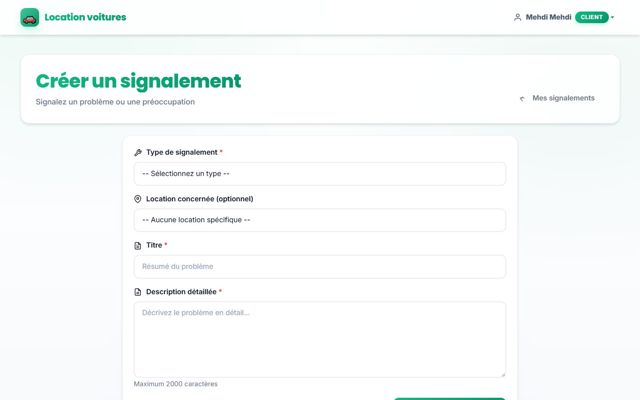 Location voitures
Mehdi Mehdi CLIENT
Créer un signalement
Signalez un problème ou une préoccupation
Mes signalements
Type de signalement *
-- Sélectionnez un type --
Location concernée (optionnel)
-- Aucune location spécifique --
Titre *
Résumé du problème
Description détaillée *
Décrivez le problème en détail...
Maximum 2000 caractères